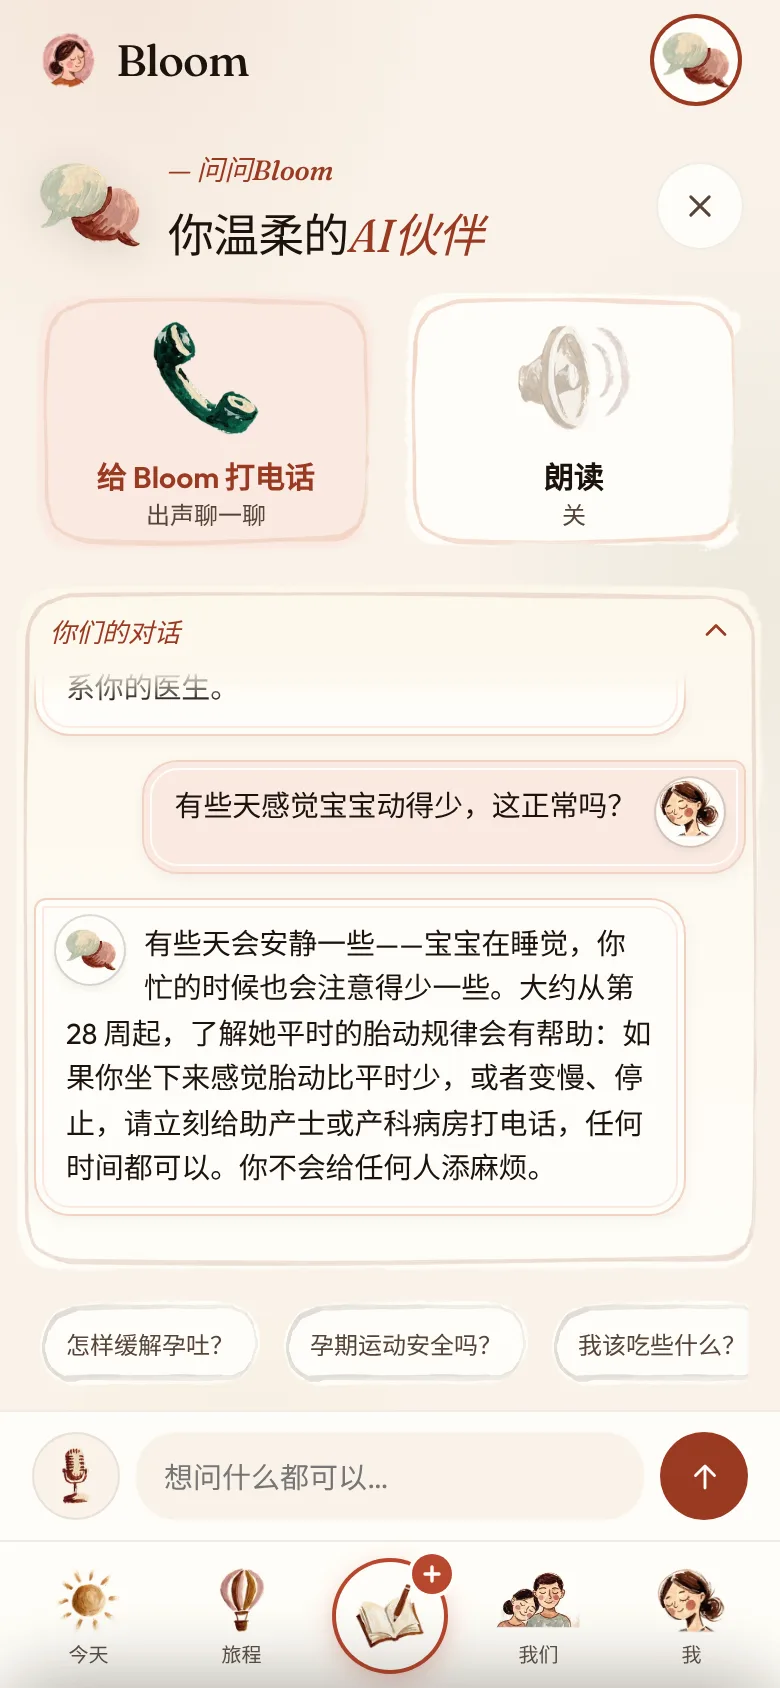 Bloom
— 问问Bloom
你温柔的AI伙伴
给 Bloom 打电话
出声聊一聊
朗读
关
你们的对话
系你的医生。
有些天感觉宝宝动得少，这正常吗？
有些天会安静一些——宝宝在睡觉，你
忙的时候也会注意得少一些。大约从第
28 周起，了解她平时的胎动规律会有帮助：如
果你坐下来感觉胎动比平时少，或者变慢、停
止，请立刻给助产士或产科病房打电话，任何
时间都可以。你不会给任何人添麻烦。
怎样缓解孕吐？
孕期运动安全吗？
我该吃些什么？
想问什么都可以...
今天
旅程
我们
我